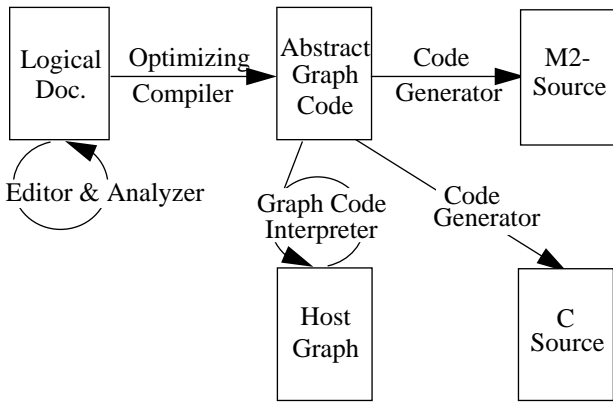 Logical
Doc.
Optimizing
Compiler
Abstract
Graph
Code
Code
Generator
M2-
Source
Editor & Analyzer
Graph Code
Interpreter
Code
Generator
Host
Graph
C
Source